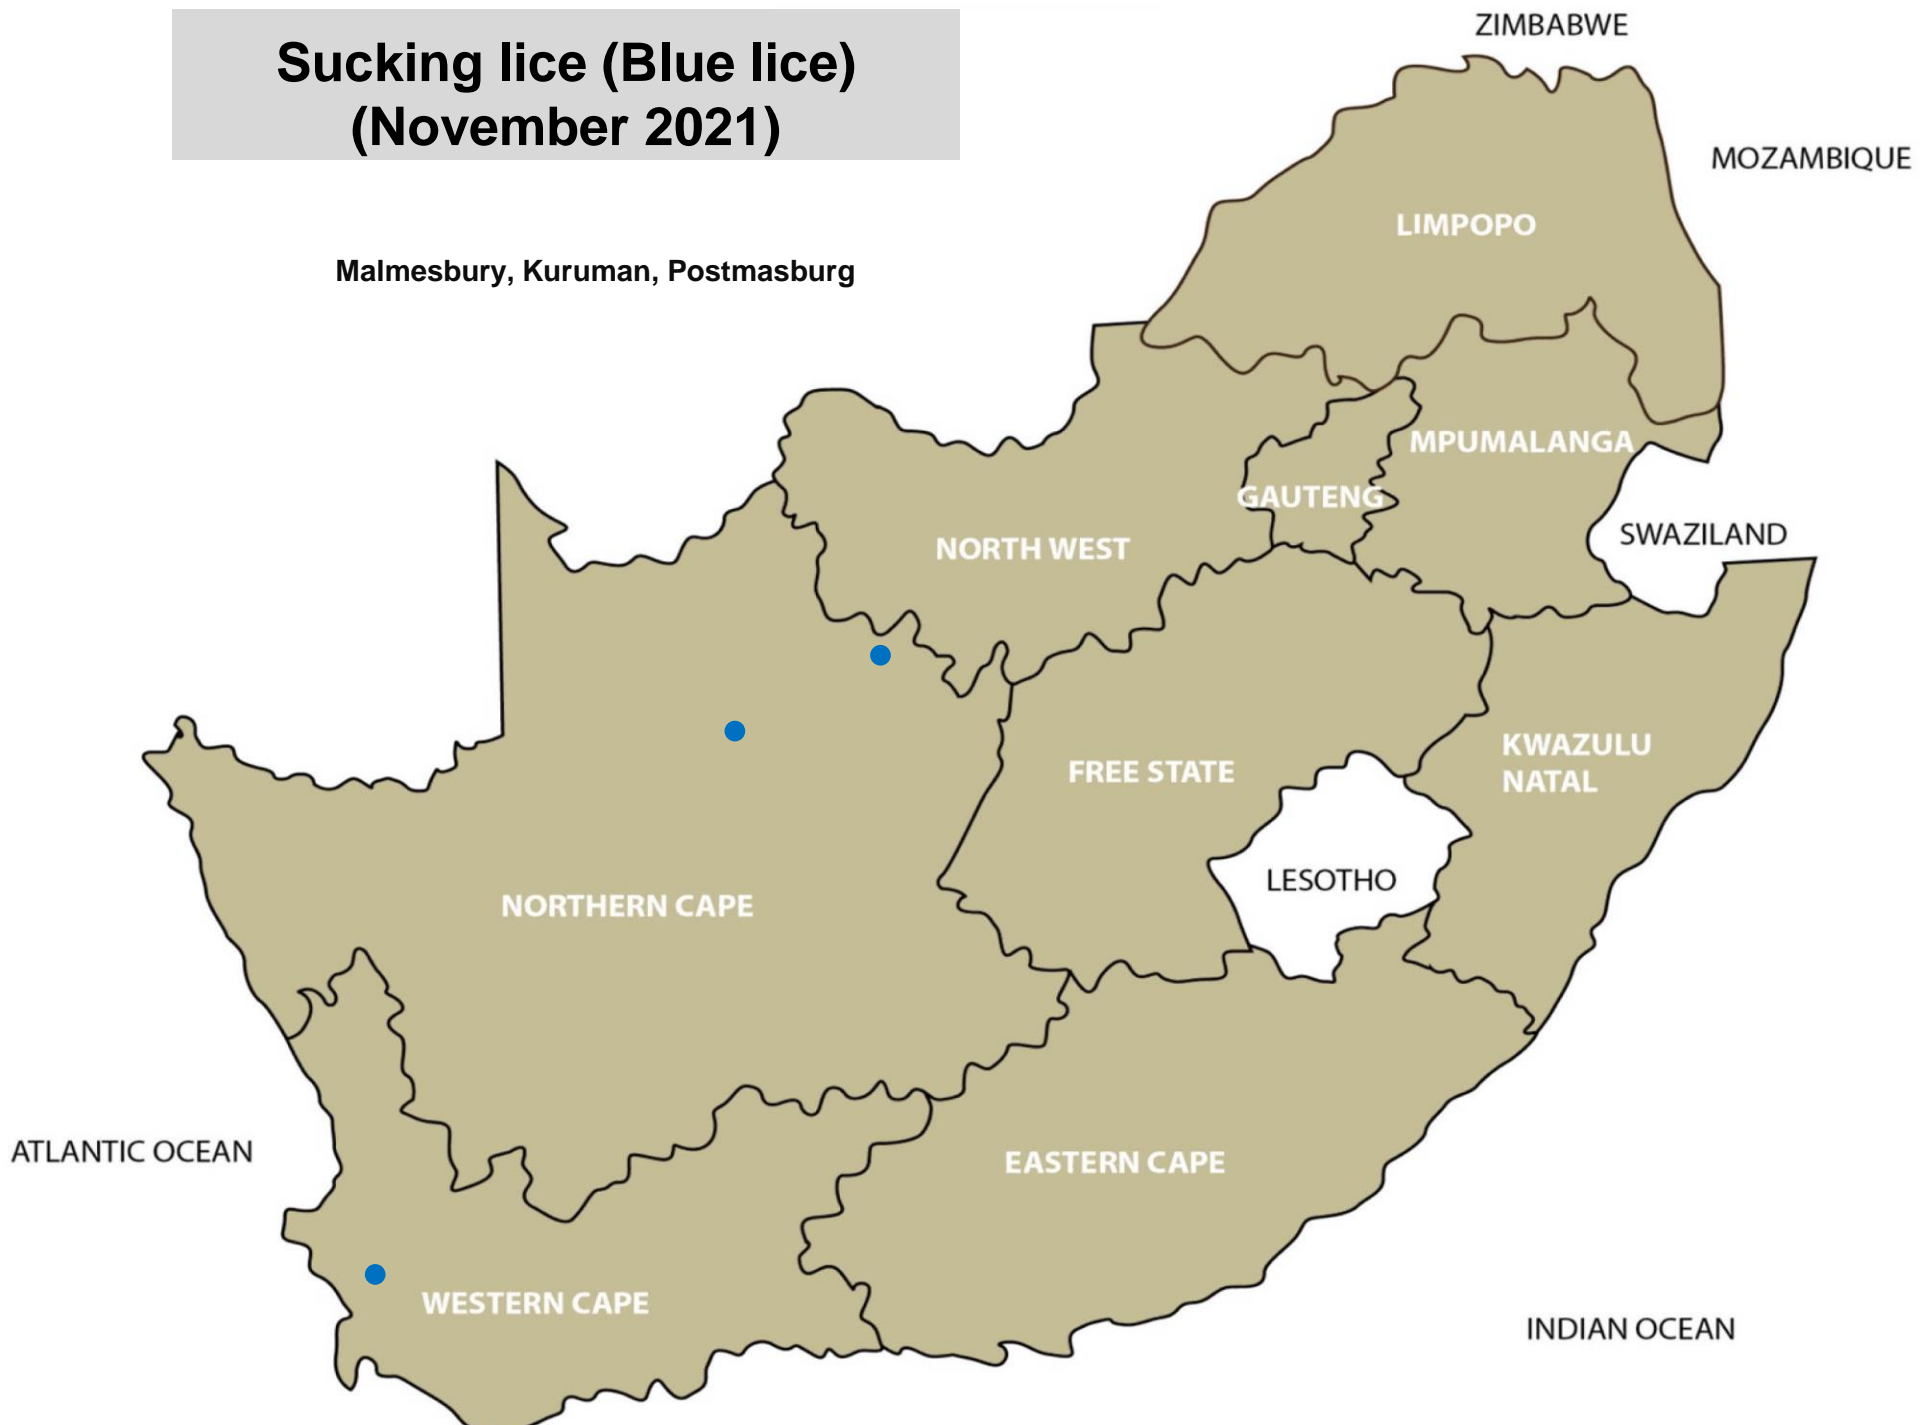 Sucking lice (Blue lice)
(November 2021)
Malmesbury, Kuruman, Postmasburg
ZIMBABWE
MOZAMBIQUE
LIMPOPO
MPUMALANGA
GAUTENG
SWAZILAND
NORTH WEST
KWAZULU
NATAL
FREE STATE
LESOTHO
NORTHERN CAPE
ATLANTIC OCEAN
EASTERN CAPE
WESTERN CAPE
INDIAN OCEAN